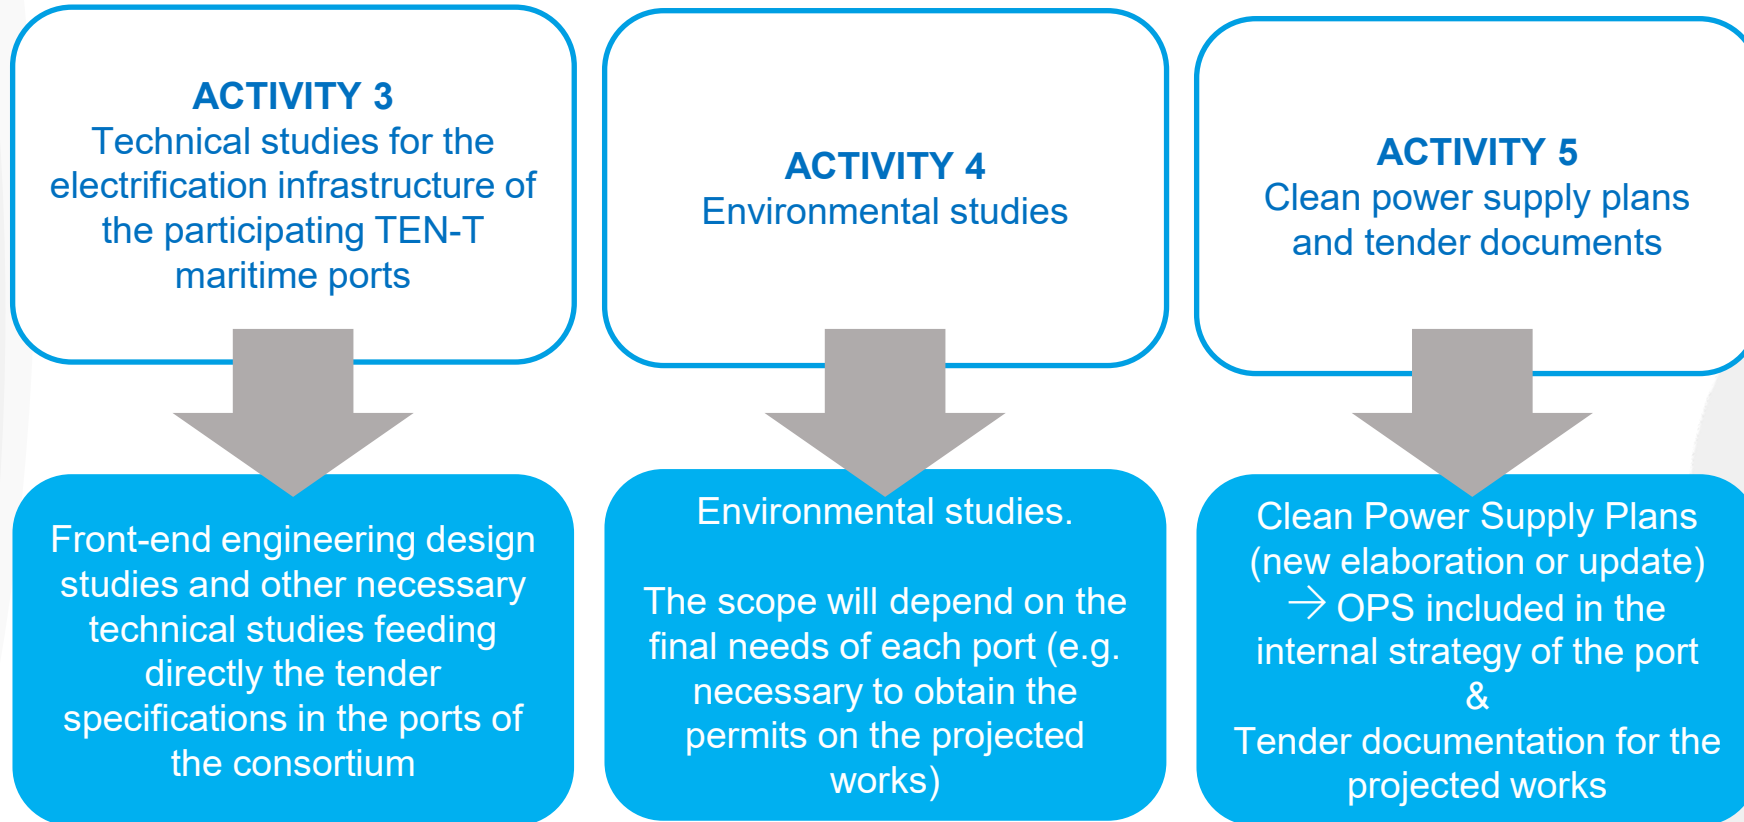 ACTIVITY 3
Technical studies for the
electrification infrastructure of
the participating TEN-T
maritime ports
Front-end engineering design
studies and other necessary
technical studies feeding
directly the tender
specifications in the ports of
the consortium
ACTIVITY 4
Environmental studies
Environmental studies.
The scope will depend on the
final needs of each port (e.g.
necessary to obtain the
permits on the projected
works)
ACTIVITY 5
Clean power supply plans
and tender documents
Clean Power Supply Plans
(new elaboration or update)
→ OPS included in the
internal strategy of the port
&
Tender documentation for the
projected works